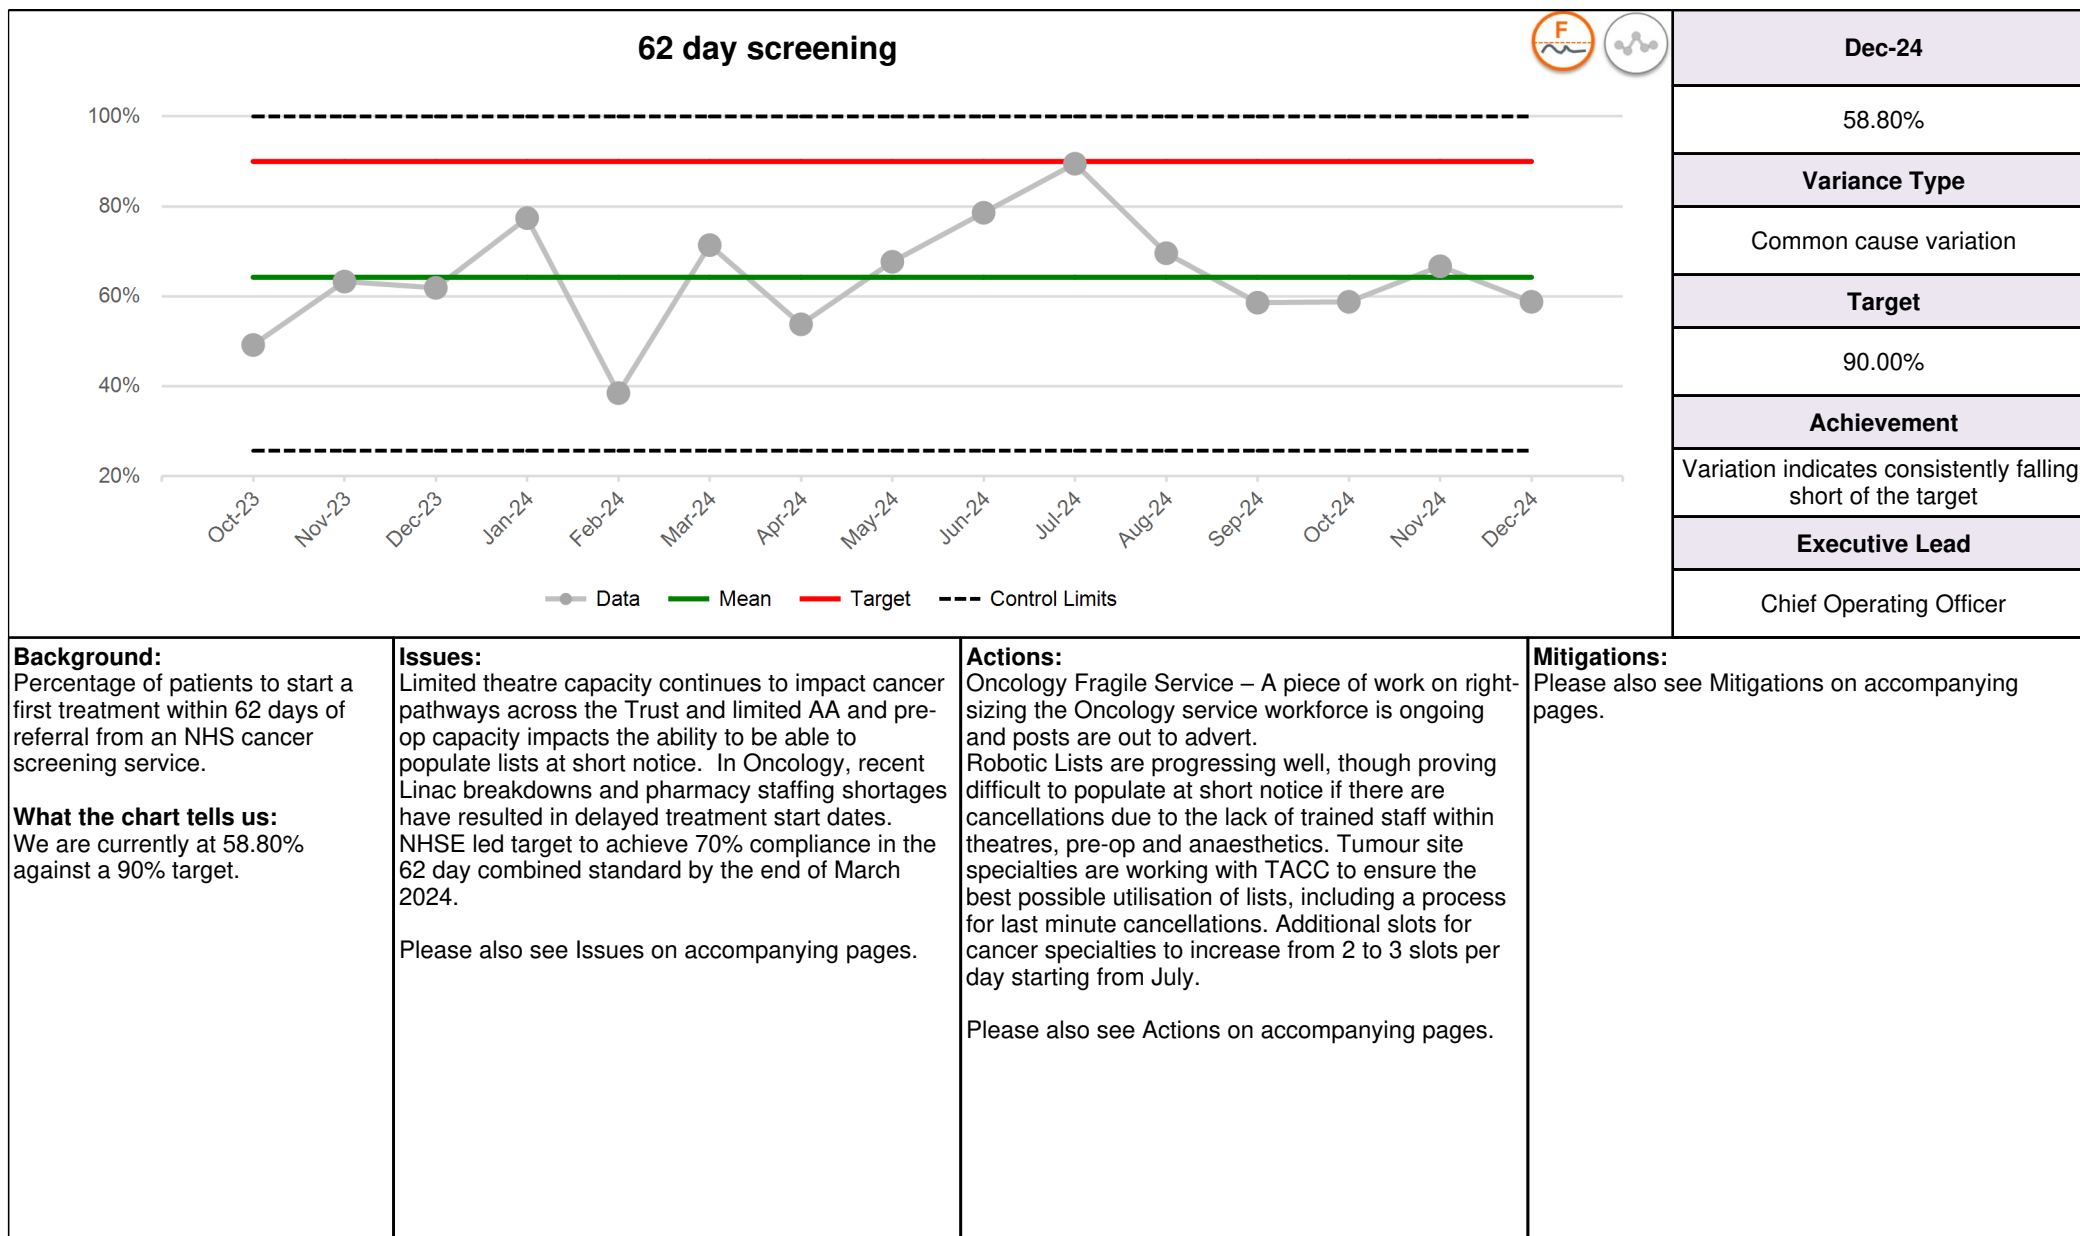 62 day screening
F
100%
80%
60%
40%
20%
Oct-23
Nov-23
Dec-23
Jan-24
Feb-24
Mar-24
Apr-24
May-24
Jun-24
Jul-24
Aug-24
Sep-24
Oct-24
Nov-24
Dec-24
Data
Mean
Target
Control Limits
Dec-24
58.80%
Variance Type
Common cause variation
Target
90.00%
Achievement
Variation indicates consistently falling
short of the target
Executive Lead
Chief Operating Officer
Background:
Percentage of patients to start a
first treatment within 62 days of
referral from an NHS cancer
screening service.
What the chart tells us:
We are currently at 58.80%
against a 90% target.
Issues:
Limited theatre capacity continues to impact cancer
pathways across the Trust and limited AA and pre-
op capacity impacts the ability to be able to
populate lists at short notice.  In Oncology, recent
Linac breakdowns and pharmacy staffing shortages
have resulted in delayed treatment start dates.
NHSE led target to achieve 70% compliance in the
62 day combined standard by the end of March
2024.
Please also see Issues on accompanying pages.
Actions:
Oncology Fragile Service – A piece of work on right-
sizing the Oncology service workforce is ongoing
and posts are out to advert.
Robotic Lists are progressing well, though proving
difficult to populate at short notice if there are
cancellations due to the lack of trained staff within
theatres, pre-op and anaesthetics. Tumour site
specialties are working with TACC to ensure the
best possible utilisation of lists, including a process
for last minute cancellations. Additional slots for
cancer specialties to increase from 2 to 3 slots per
day starting from July.
Please also see Actions on accompanying pages.
Mitigations:
Please also see Mitigations on accompanying
pages.